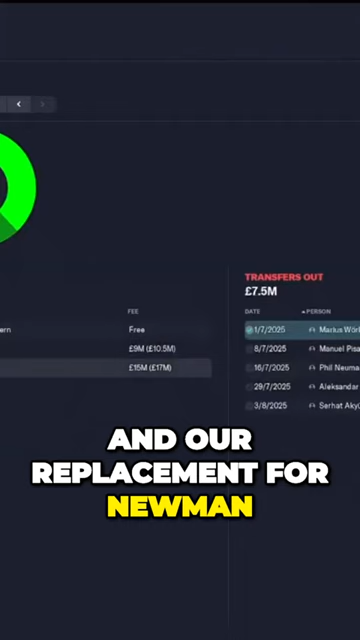 TRANSFERS OUT
£7.5M
FEE
DATE
PERSON
ern
Free
1/7/2025
Marius Wörl
£9M (£10.5M)
8/7/2025
Manuel Pisa
£15M (£17M)
16/7/2025
Phil Neuma
29/7/2025
Aleksandar
3/8/2025
Serhat Akyü
AND OUR
REPLACEMENT FOR
NEWMAN